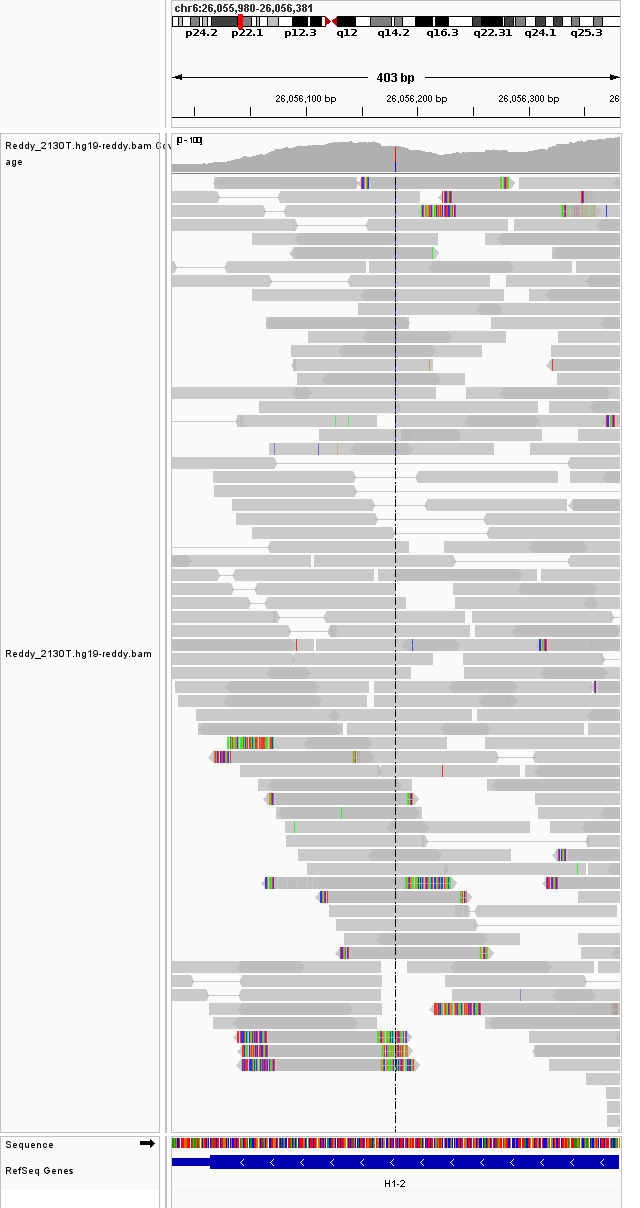 chr6:26,055,980-26,056,381
p24.2 p22.1 p12.3 q12 q14.2 q16.3 q22.31 q24.1 q25.3
403 bp
26,056,100 bp 26,056,200 bp 26,056,300 bp 26
Reddy_2130T.hg19-reddy.bam Cov
age
[0 - 100]
Reddy_2130T.hg19-reddy.bam
Sequence
RefSeq Genes
H1-2